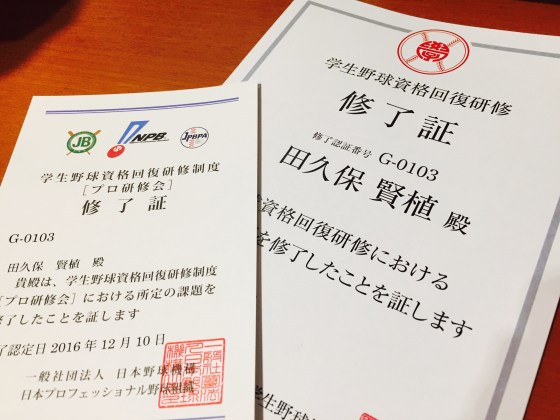 JB
NPB
JPBPA
学生野球資格回復研修制度
[プロ研修会]
修了証
G-0103
田久保 賢植 殿
貴殿は、学生野球資格回復研修制度
[プロ研修会]における所定の課題を
修了したことを証します
了認定日2016年12月10日
一般社団法人 日本野球機構
日本プロフェッショナル野球組織
学生野球資格回復研修
修了証
修了認証番号 G-0103
田久保 賢植 殿
資格回復研修における
を修了したことを証します
学生野球資格